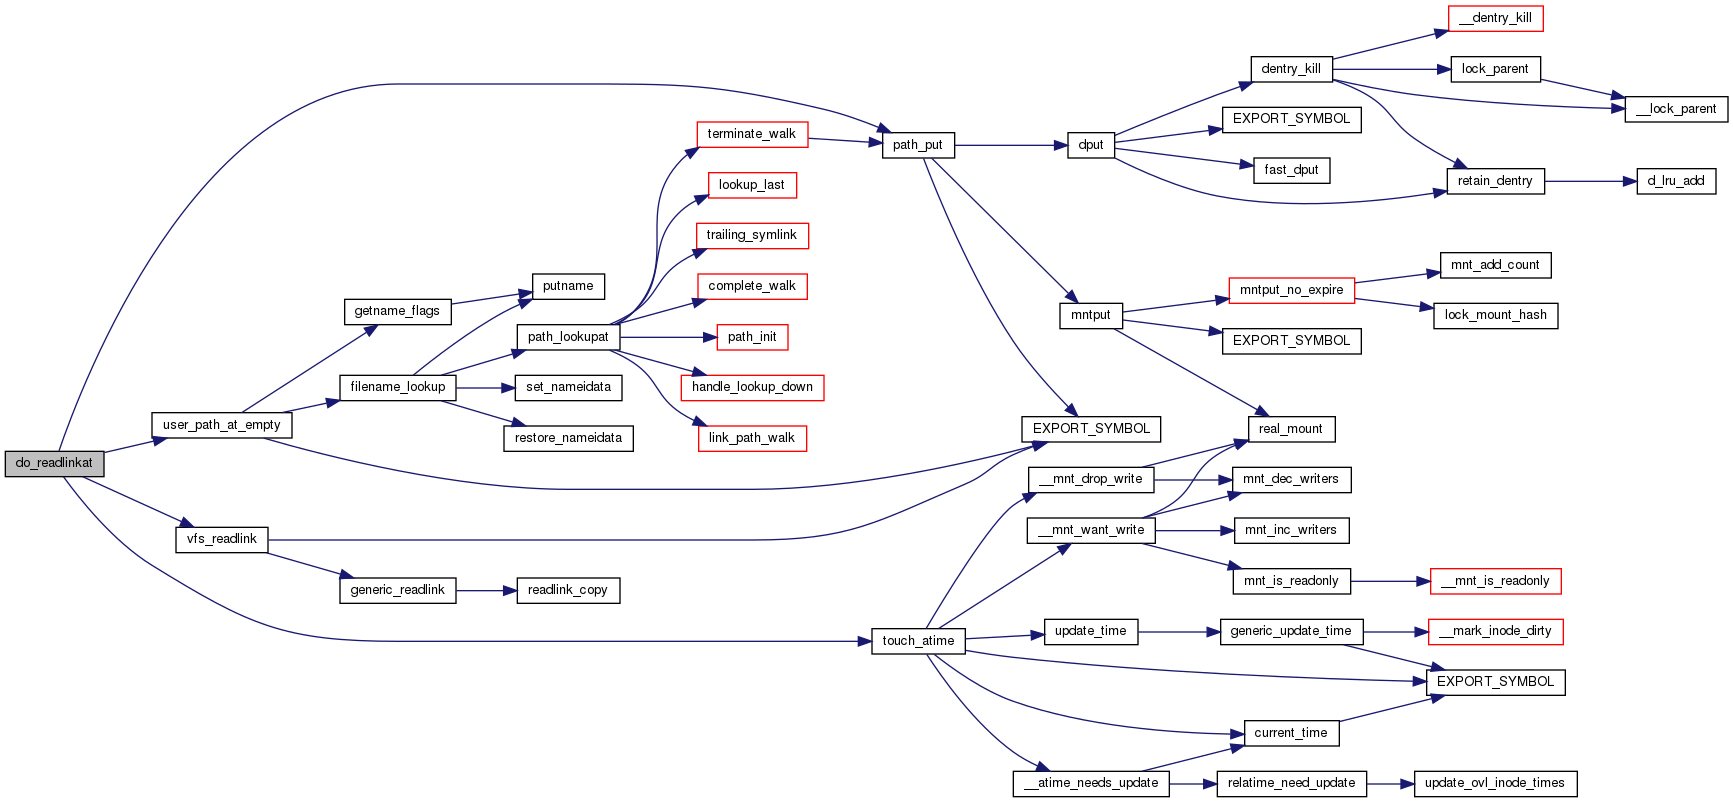 do_readlinkat
user_path_at_empty
vfs_readlink
getname_flags
filename_lookup
generic_readlink
putname
path_lookupat
set_nameidata
restore_nameidata
readlink_copy
terminate_walk
lookup_last
trailing_symlink
complete_walk
path_init
handle_lookup_down
link_path_walk
path_put
touch_atime
dput
mntput
EXPORT_SYMBOL
__mnt_drop_write
__mnt_want_write
update_time
__atime_needs_update
dentry_kill
EXPORT_SYMBOL
fast_dput
mntput_no_expire
EXPORT_SYMBOL
real_mount
mnt_dec_writers
mnt_inc_writers
mnt_is_readonly
generic_update_time
current_time
relatime_need_update
__dentry_kill
lock_parent
retain_dentry
mnt_add_count
lock_mount_hash
__mnt_is_readonly
__mark_inode_dirty
EXPORT_SYMBOL
update_ovl_inode_times
__lock_parent
d_lru_add